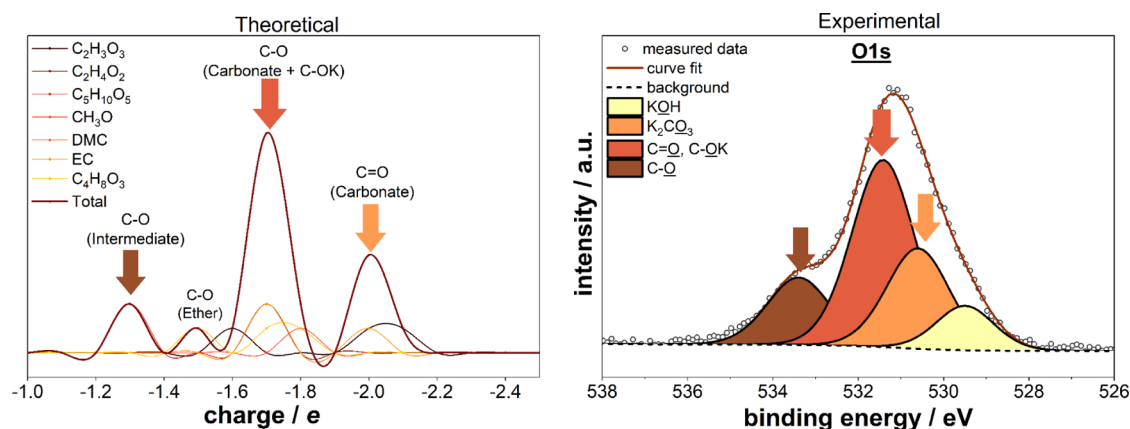 Theoretical
C₂H₃O₃
C₂H₄O₂
C₅H₁₀O₅
CH₃O
DMC
EC
C₄H₈O₃
Total
C-O
(Carbonate + C-OK)
C=O
(Carbonate)
C-O
(Intermediate)
C-O
(Ether)
-1.0 -1.2 -1.4 -1.6 -1.8 -2.0 -2.2 -2.4
charge / e
Experimental
O1s
measured data
curve fit
background
KOH
K₂CO₃
C=O, C-OK
C-O
intensity / a.u.
538 536 534 532 530 528 526
binding energy / eV